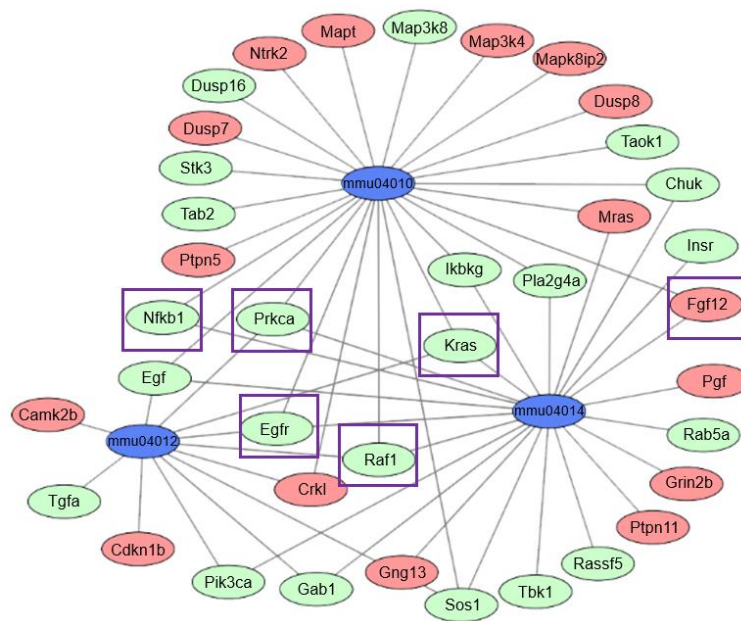 Mapt
Map3k8
Map3k4
Ntrk2
Mapk8ip2
Dusp16
Dusp8
Dusp7
Taok1
Stk3
mmu04010
Chuk
Tab2
Mras
Insr
Ptpn5
Ikbkg
Pla2g4a
Fgf12
Nfkb1
Prkca
Kras
Egf
Pgf
Camk2b
mmu04014
Egfr
Rab5a
mmu04012
Raf1
Grin2b
Tgfa
Crkl
Ptpn11
Cdkn1b
Rassf5
Pik3ca
Gng13
Gab1
Tbk1
Sos1